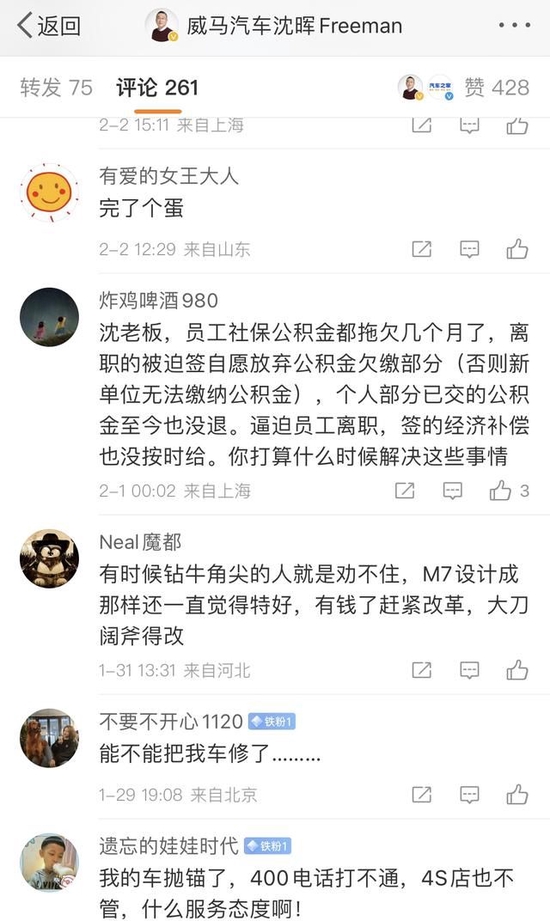 返回
威马汽车沈晖Freeman
转发 75 评论 261
汽车之家
赞 428
2-2 15:11 来自上海
有爱的女王大人
完了个蛋
2-2 12:29 来自山东
炸鸡啤酒980
沈老板，员工社保公积金都拖欠几个月了，离
职的被迫签自愿放弃公积金欠缴部分（否则新
单位无法缴纳公积金），个人部分已交的公积
金至今也没退。逼迫员工离职，签的经济补偿
也没按时给。你打算什么时候解决这些事情
2-1 00:02 来自上海
3
Neal魔都
有时候钻牛角尖的人就是劝不住，M7设计成
那样还一直觉得特好，有钱了赶紧改革，大刀
阔斧得改
1-31 13:31 来自河北
不要不开心1120 铁粉1
能不能把我车修了………
1-29 19:08 来自北京
遗忘的娃娃时代 铁粉1
我的车抛锚了，400电话打不通，4S店也不
管，什么服务态度啊！